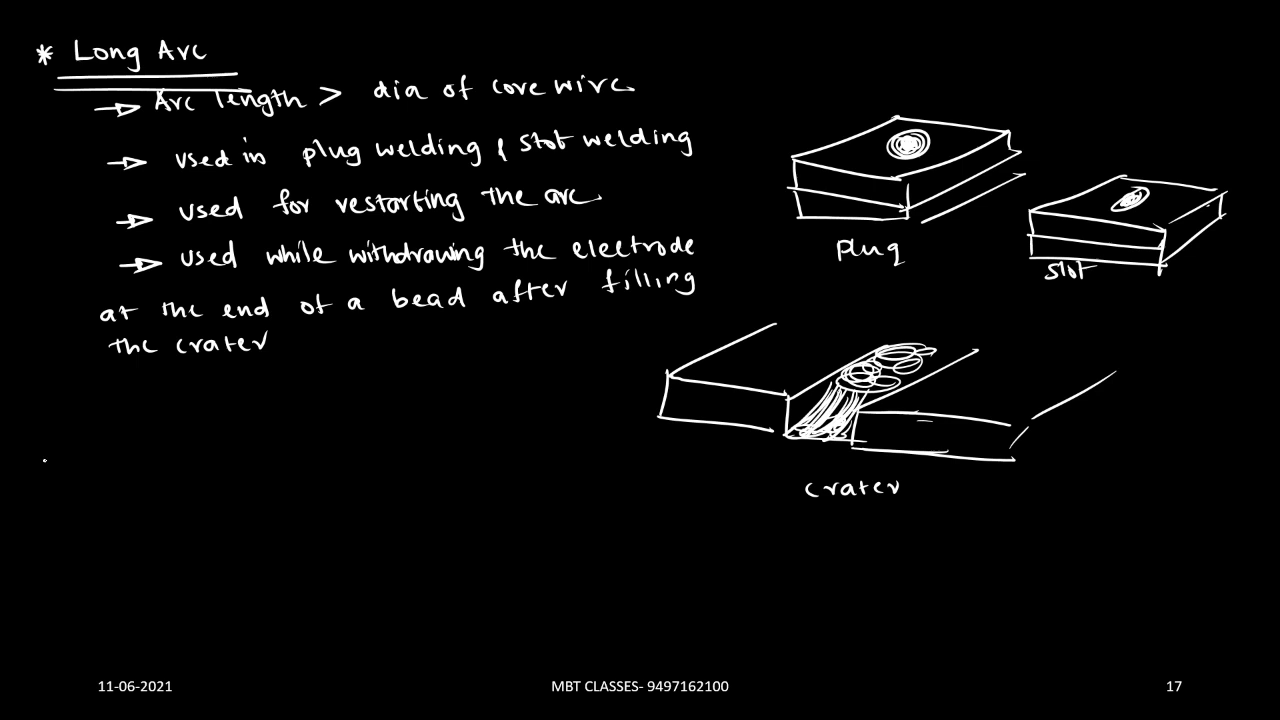 * Long Arc
→ Arc length > dia of core wire
→ used in plug welding & slot welding
→ used for restarting the arc
→ used while withdrawing the electrode
at the end of a bead after filling
the crater
plug
slot
crater
11-06-2021
MBT CLASSES- 9497162100
17